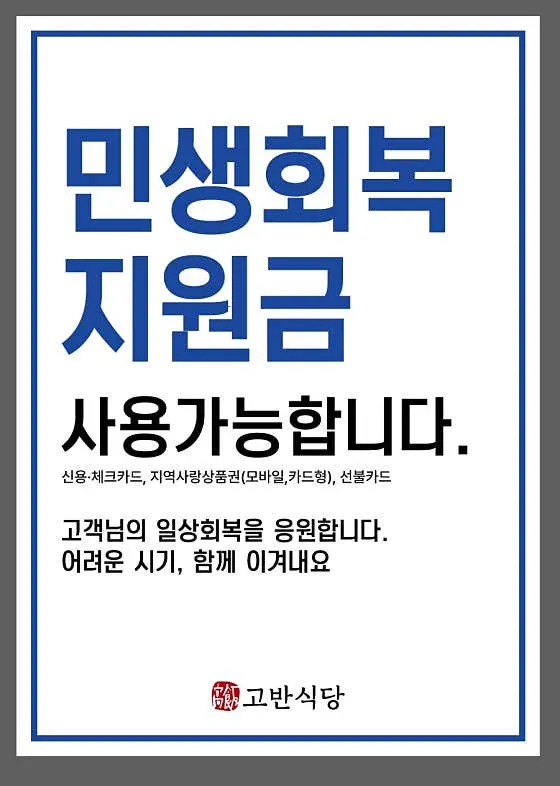 민생회복
지원금
사용가능합니다.
신용·체크카드, 지역사랑상품권(모바일,카드형), 선불카드
고객님의 일상회복을 응원합니다.
어려운 시기, 함께 이겨내요
고반식당